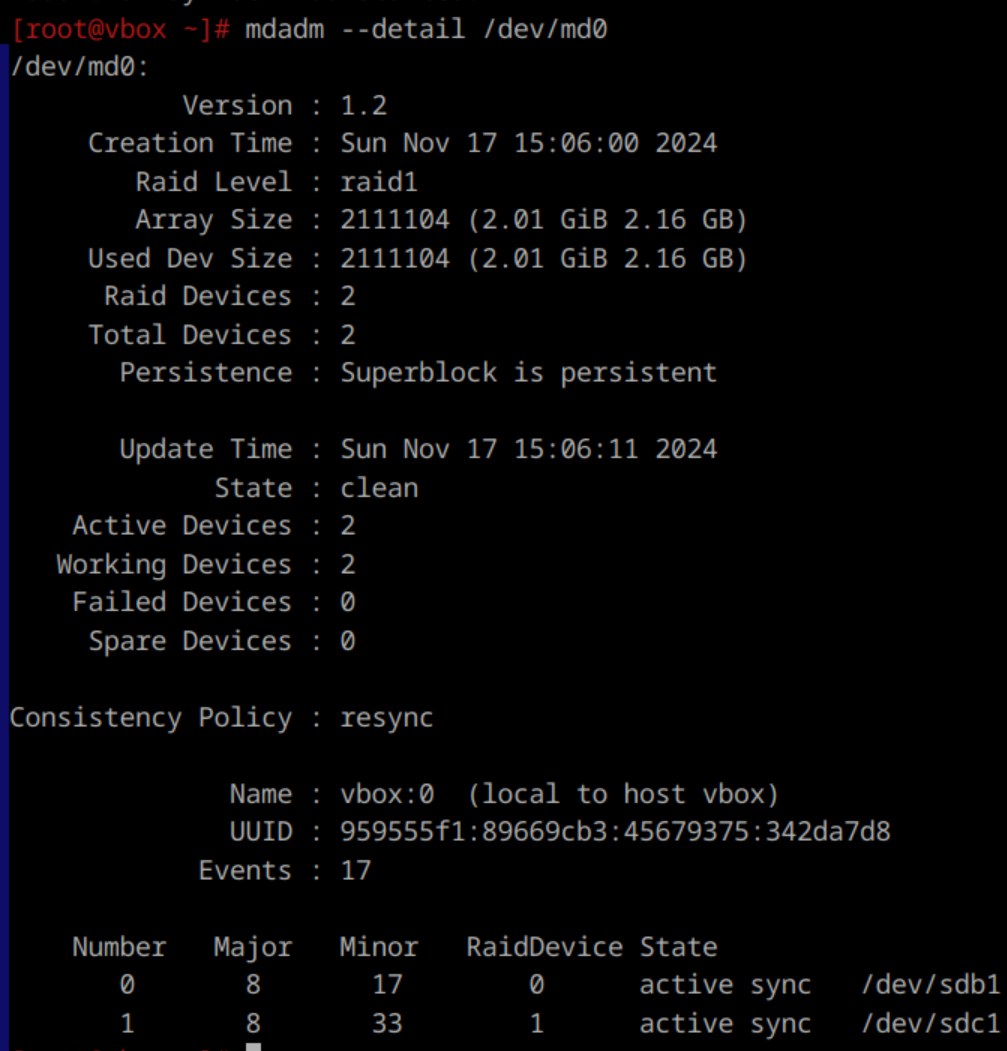 [root@vbox ~]# mdadm --detail /dev/md0
/dev/md0:
Version : 1.2
Creation Time : Sun Nov 17 15:06:00 2024
Raid Level : raid1
Array Size : 2111104 (2.01 GiB 2.16 GB)
Used Dev Size : 2111104 (2.01 GiB 2.16 GB)
Raid Devices : 2
Total Devices : 2
Persistence : Superblock is persistent
Update Time : Sun Nov 17 15:06:11 2024
State : clean
Active Devices : 2
Working Devices : 2
Failed Devices : 0
Spare Devices : 0
Consistency Policy : resync
Name : vbox:0 (local to host vbox)
UUID : 959555f1:89669cb3:45679375:342da7d8
Events : 17
Number Major Minor RaidDevice State
0 8 17 0 active sync /dev/sdb1
1 8 33 1 active sync /dev/sdc1